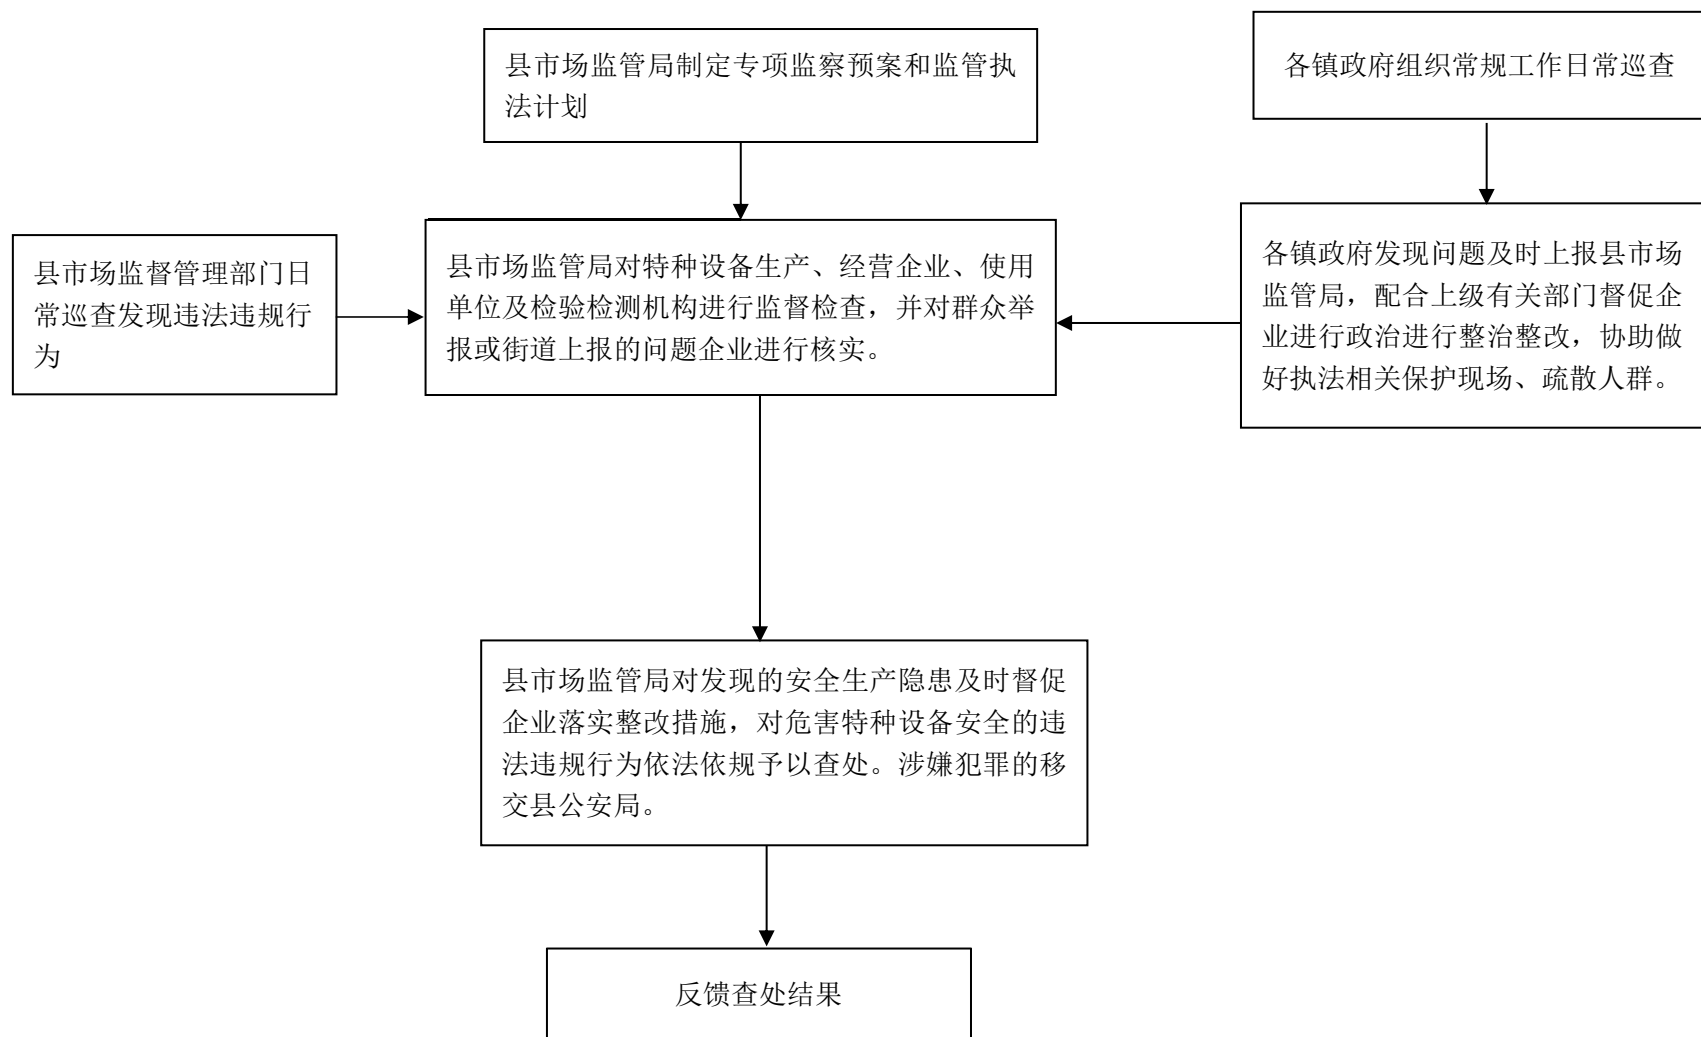 县市场监管局制定专项监察预案和监管执
法计划
各镇政府组织常规工作日常巡查
县市场监督管理部门日
常巡查发现违法违规行
为
县市场监管局对特种设备生产、经营企业、使用
单位及检验检测机构进行监督检查，并对群众举
报或街道上报的问题企业进行核实。
各镇政府发现问题及时上报县市场
监管局，配合上级有关部门督促企
业进行政治进行整治整改，协助做
好执法相关保护现场、疏散人群。
县市场监管局对发现的安全生产隐患及时督促
企业落实整改措施，对危害特种设备安全的违
法违规行为依法依规予以查处。涉嫌犯罪的移
交县公安局。
反馈查处结果